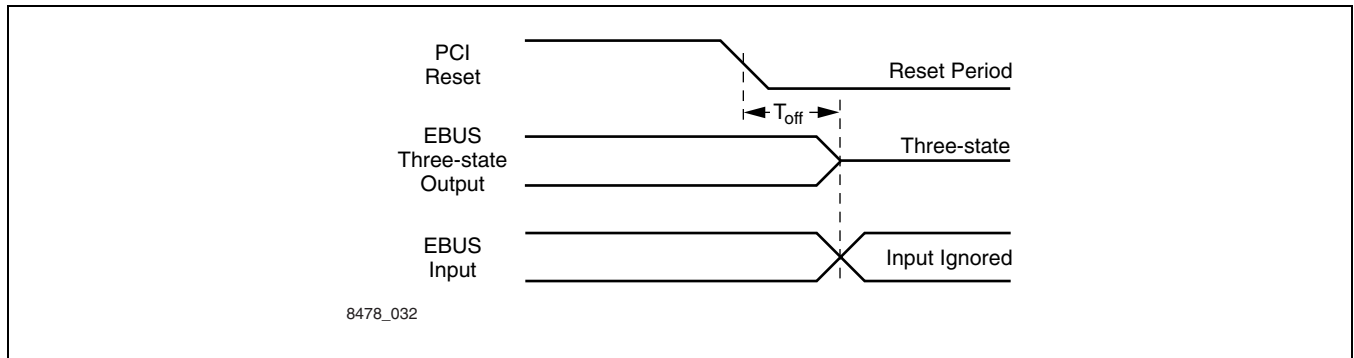 PCI
Reset
Reset Period
Toff
EBUS
Three-state
Output
Three-state
EBUS
Input
Input Ignored
8478_032